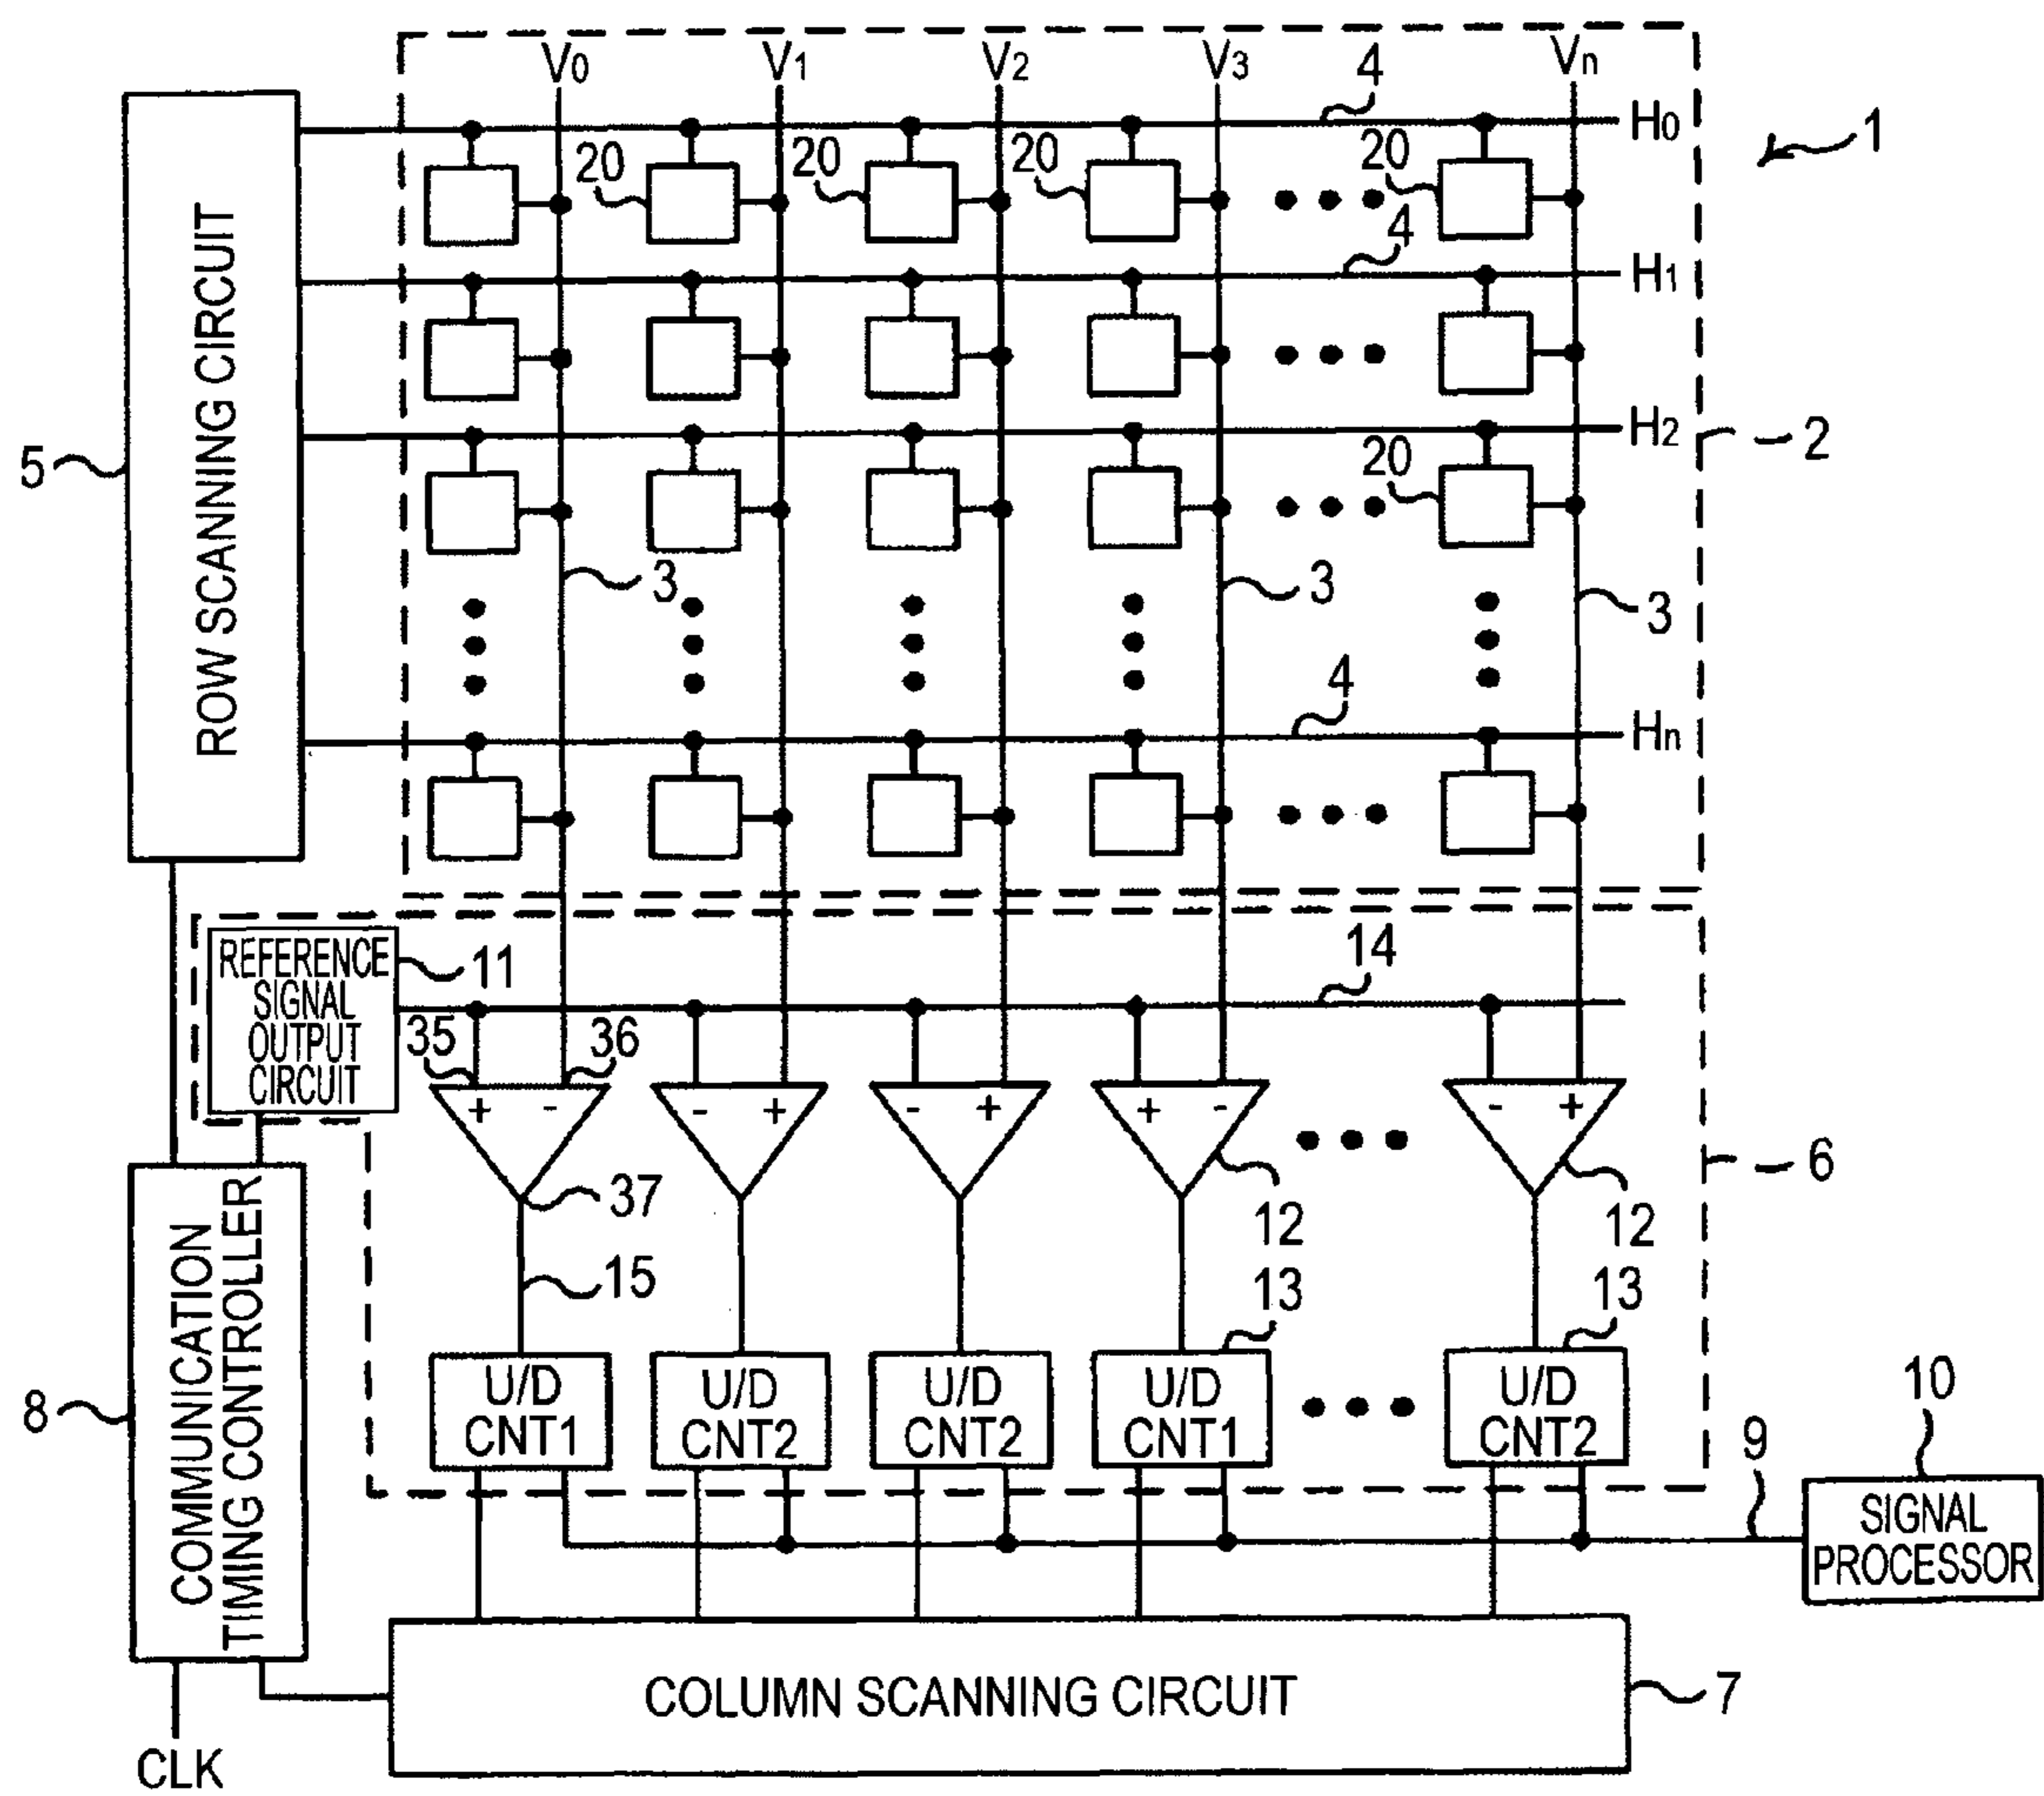 V0 V1 V2 V3 4 Vn
H0
1
20 20 20 20
4
H1
H2
20
2
5
ROW SCANNING CIRCUIT
3 3 3
4
Hn
REFERENCE
SIGNAL
OUTPUT
CIRCUIT
11
14
35 36
+ - - + - + + - - +
6
37
12 12
15
13 13
U/D
CNT1
U/D
CNT2
U/D
CNT2
U/D
CNT1
U/D
CNT2
8
COMMUNICATION
TIMING CONTROLLER
9
10
SIGNAL
PROCESSOR
COLUMN SCANNING CIRCUIT
7
CLK